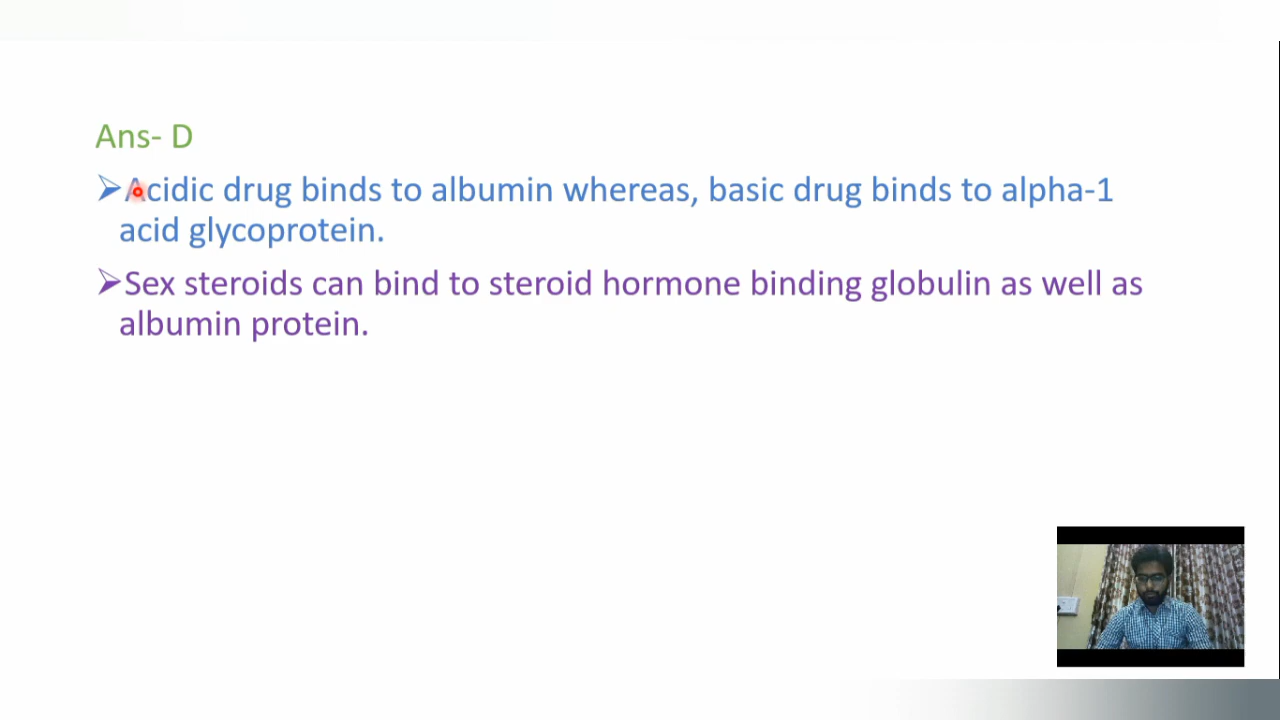 Ans- D
➢Acidic drug binds to albumin whereas, basic drug binds to alpha-1
acid glycoprotein.
➢Sex steroids can bind to steroid hormone binding globulin as well as
albumin protein.